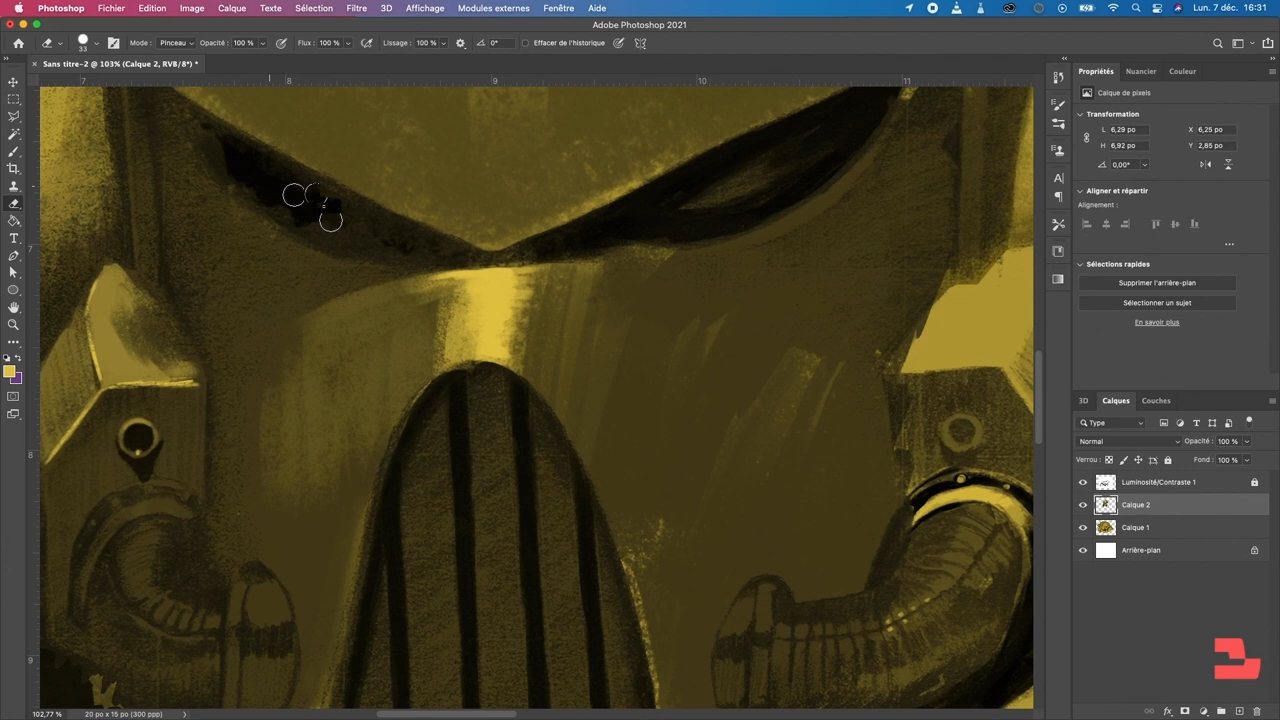 Photoshop Fichier Edition Image Calque Texte Sélection Filtre 3D Affichage Modules externes Fenêtre Aide Lun. 7 déc. 16:31
Adobe Photoshop 2021
33 Mode : Pinceau Opacité : 100 % Flux : 100 % Lissage : 100 % 0° Effacer de l'historique
Sans titre-2 @ 103% (Calque 2, RVB/8*) *
7 8 9 10 11
7
8
9
Propriétés Nuancier Couleur
Calque de pixels
Transformation
L 6,29 po X 6,25 po
H 6,92 po Y 2,85 po
0,00°
Aligner et répartir
Alignement :
Sélections rapides
Supprimer l'arrière-plan
Sélectionner un sujet
En savoir plus
3D Calques Couches
Type
Normal Opacité : 100 %
Verrou : Fond : 100 %
Luminosité/Contraste 1
Calque 2
Calque 1
Arrière-plan
102,77 % 20 po x 15 po (300 ppp)